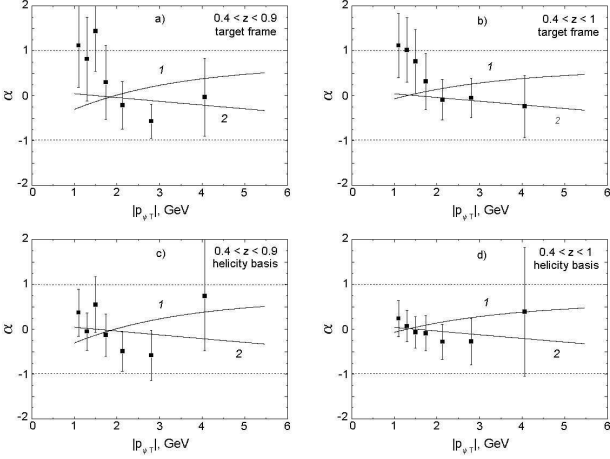 a)
0.4 < z < 0.9
target frame
2
1
0
-1
-2
α
1
2
0 1 2 3 4 5 6
|pψT|, GeV
b)
0.4 < z < 1
target frame
2
1
0
-1
-2
α
1
2
0 1 2 3 4 5 6
|pψT|, GeV
c)
0.4 < z < 0.9
helicity basis
2
1
0
-1
-2
α
1
2
0 1 2 3 4 5 6
|pψT|, GeV
d)
0.4 < z < 1
helicity basis
2
1
0
-1
-2
α
1
2
0 1 2 3 4 5 6
|pψT|, GeV